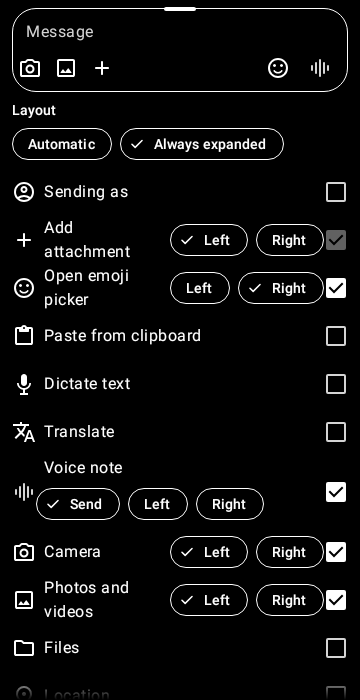 Message
Layout
Automatic
Always expanded
Sending as
Add attachment
Left
Right
Open emoji picker
Left
Right
Paste from clipboard
Dictate text
Translate
Voice note
Send
Left
Right
Camera
Left
Right
Photos and videos
Left
Right
Files
Location